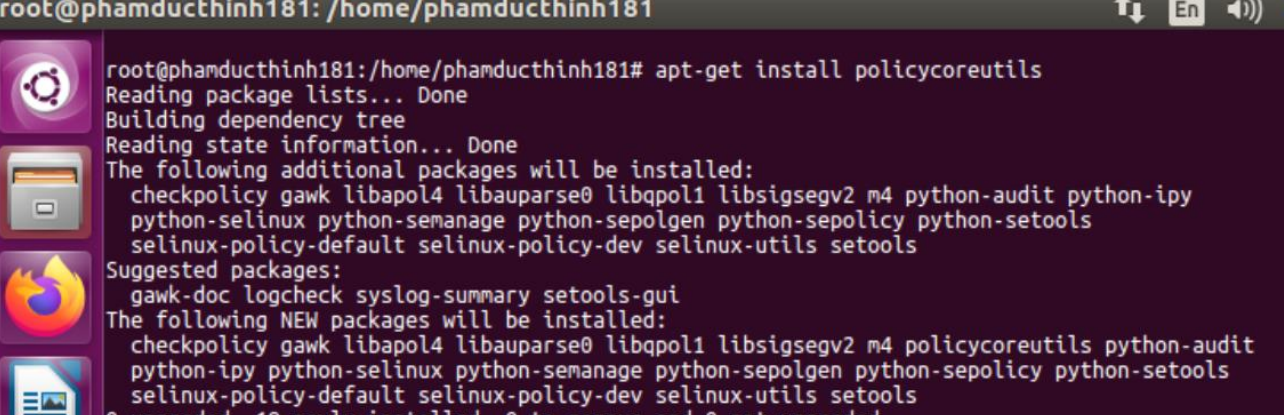 root@phamducthinh181: /home/phamducthinh181
En
root@phamducthinh181:/home/phamducthinh181# apt-get install policycoreutils
Reading package lists... Done
Building dependency tree
Reading state information... Done
The following additional packages will be installed:
checkpolicy gawk libapol4 libauparse0 libqpol1 libsigsegv2 m4 python-audit python-ipy
python-selinux python-semanage python-sepolgen python-sepolicy python-setools
selinux-policy-default selinux-policy-dev selinux-utils setools
Suggested packages:
gawk-doc logcheck syslog-summary setools-gui
The following NEW packages will be installed:
checkpolicy gawk libapol4 libauparse0 libqpol1 libsigsegv2 m4 policycoreutils python-audit
python-ipy python-selinux python-semanage python-sepolgen python-sepolicy python-setools
selinux-policy-default selinux-policy-dev selinux-utils setools